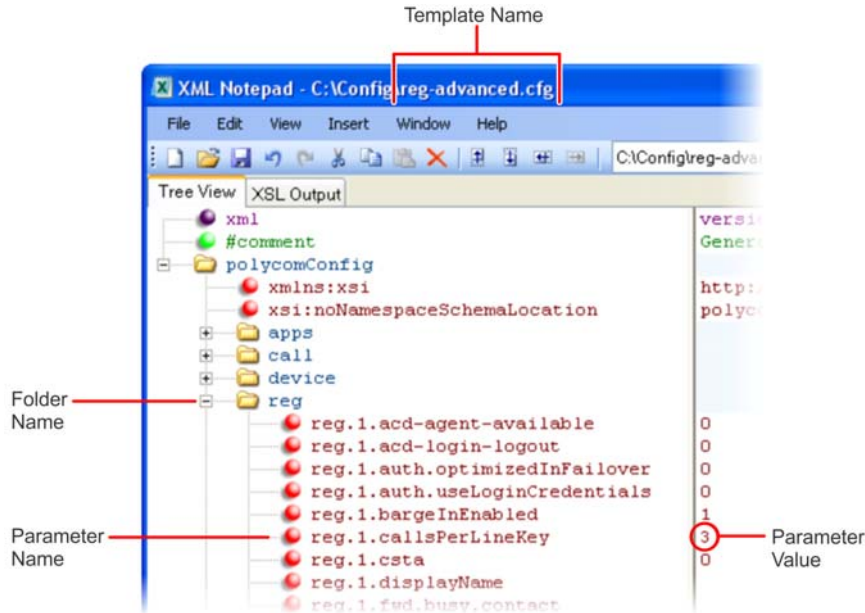 Template Name
XML Notepad - C:\Config\reg-advanced.cfg
File Edit View Insert Window Help
C:\Config\reg-adva
Tree View XSL Output
xml versi
#comment Gener
polycomConfig
xmlns:xsi http:
xsi:noNamespaceSchemaLocation polyc
apps
call
device
Folder Name
reg
reg.1.acd-agent-available 0
reg.1.acd-login-logout 0
reg.1.auth.optimizedInFailover 0
reg.1.auth.useLoginCredentials 0
reg.1.bargeInEnabled 1
Parameter Name
reg.1.callsPerLineKey 3
Parameter Value
reg.1.csta 0
reg.1.displayName
reg.1.fwd.busy.contact